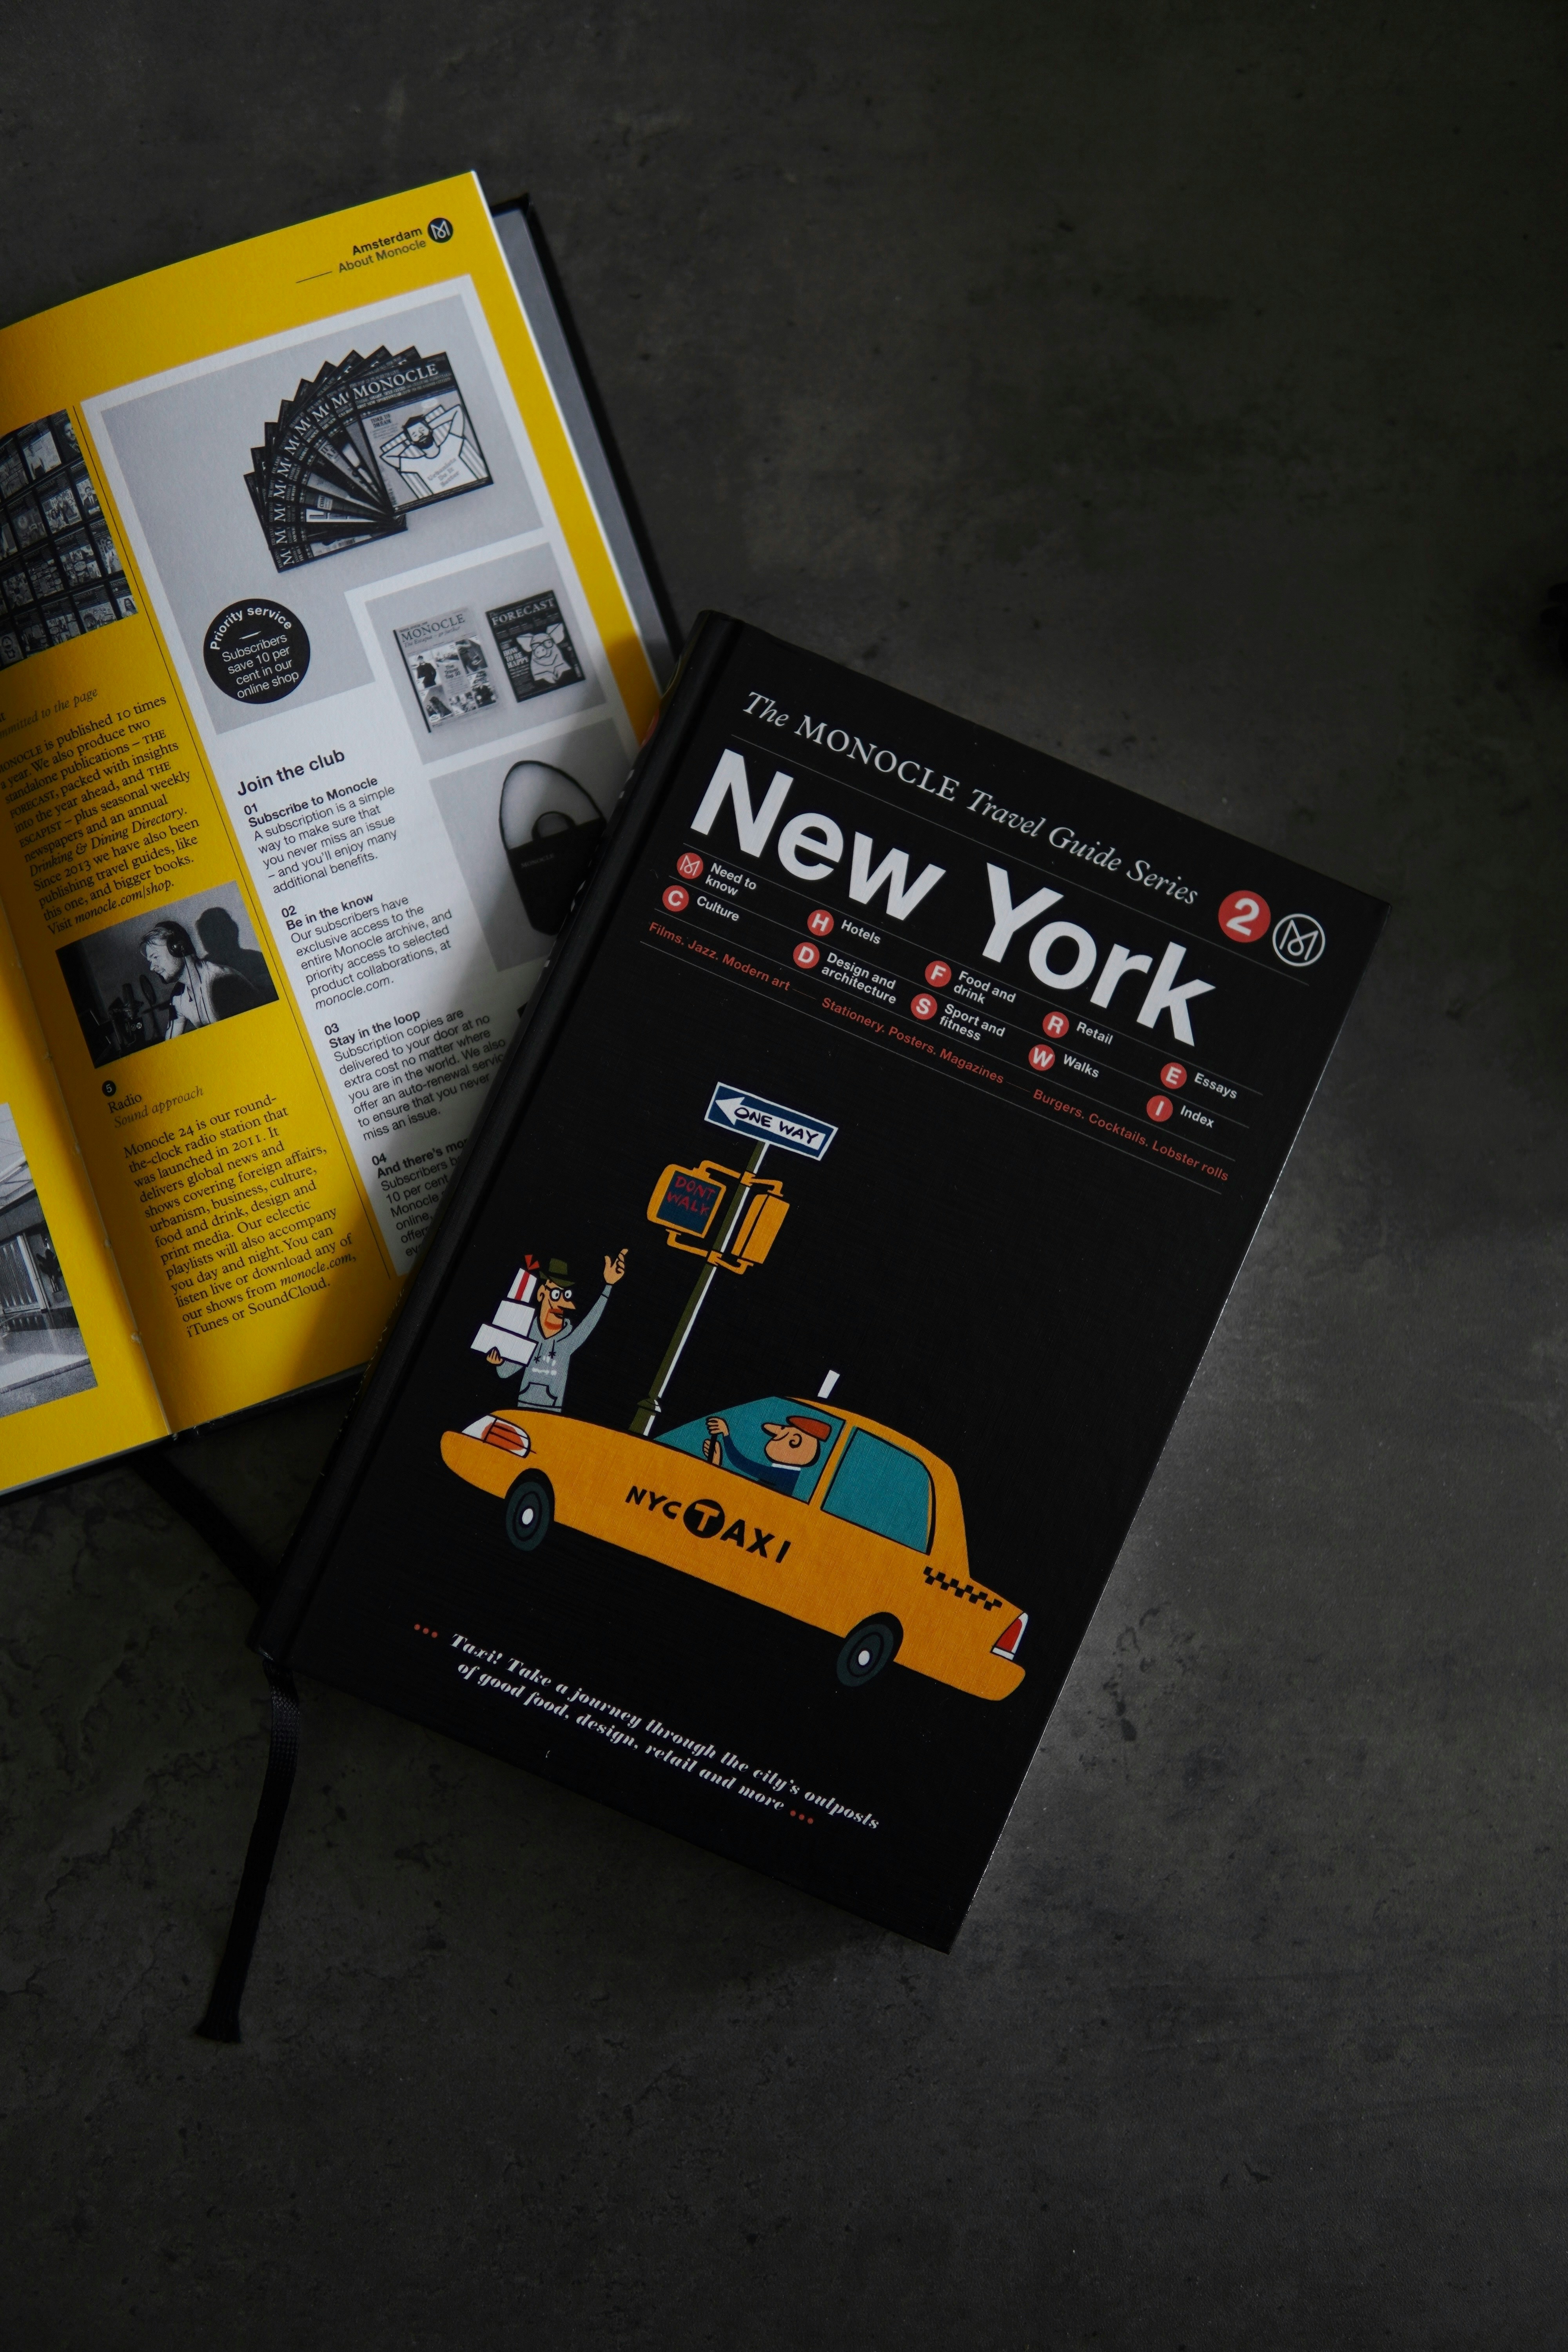 Amsterdam
About Monocle
MONOCLE
Priority service
Subscribers
save 10 per
cent in our
online shop
MONOCLE
FORECAST
MONOCLE
mmitted to the page
MONOCLE is published 10 times
a year. We also produce two
standalone publications – THE
FORECAST, packed with insights
into the year ahead, and THE
ESCAPIST – plus seasonal weekly
newspapers and an annual
Drinking & Dining Directory.
Since 2013 we have also been
publishing travel guides, like
this one, and bigger books.
Visit monocle.com/shop.
5
Radio
Sound approach
Monocle 24 is our round-
the-clock radio station that
was launched in 2011. It
delivers global news and
shows covering foreign affairs,
urbanism, business, culture,
food and drink, design and
print media. Our eclectic
playlists will also accompany
you day and night. You can
listen live or download any of
our shows from monocle.com,
iTunes or SoundCloud.
Join the club
01
Subscribe to Monocle
A subscription is a simple
way to make sure that
you never miss an issue
– and you'll enjoy many
additional benefits.
02
Be in the know
Our subscribers have
exclusive access to the
entire Monocle archive, and
priority access to selected
product collaborations, at
monocle.com.
03
Stay in the loop
Subscription copies are
delivered to your door at no
extra cost no matter where
you are in the world. We also
offer an auto-renewal service
to ensure that you never
miss an issue.
04
And there's mo
Subscribers
10 per cent
Monocle
online,
offer
The MONOCLE Travel Guide Series
2
New York
M Need to know
H Hotels
F Food and drink
R Retail
E Essays
C Culture
D Design and architecture
S Sport and fitness
W Walks
I Index
Films. Jazz. Modern art
Stationery. Posters. Magazines
Burgers. Cocktails. Lobster rolls
ONE WAY
DONT
WALK
NYC TAXI
Taxi! Take a journey through the city's outposts
of good food, design, retail and more